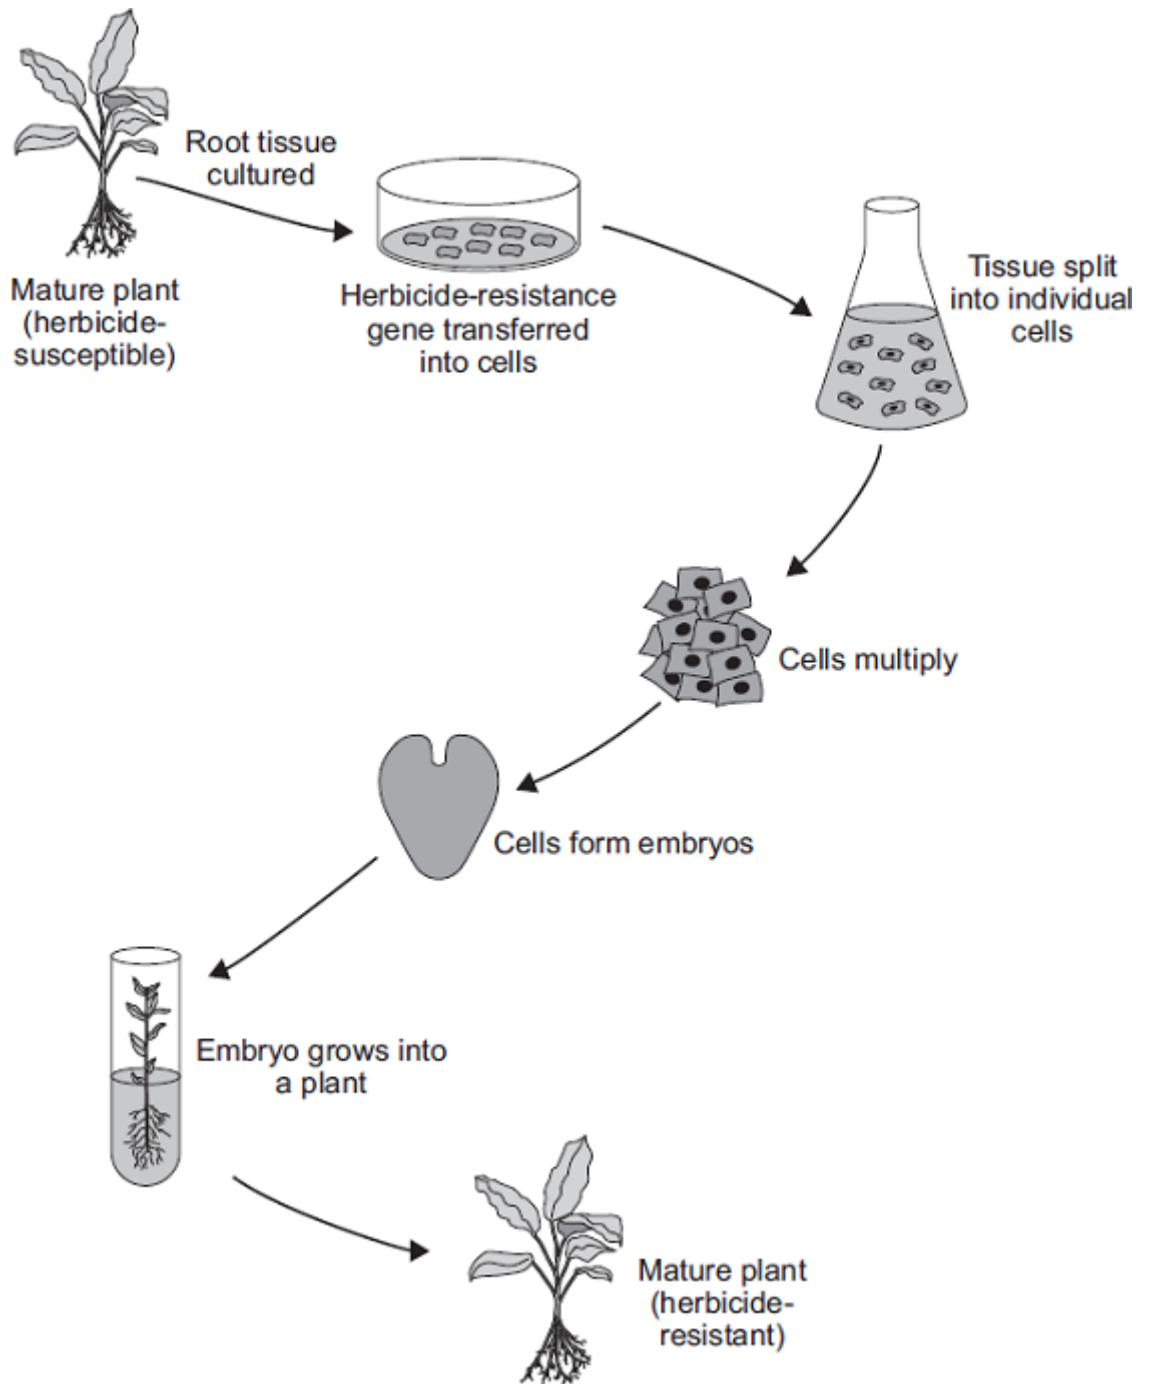 Root tissue
cultured
Mature plant
(herbicide-
susceptible)
Herbicide-resistance
gene transferred
into cells
Tissue split
into individual
cells
Cells multiply
Cells form embryos
Embryo grows into
a plant
Mature plant
(herbicide-
resistant)